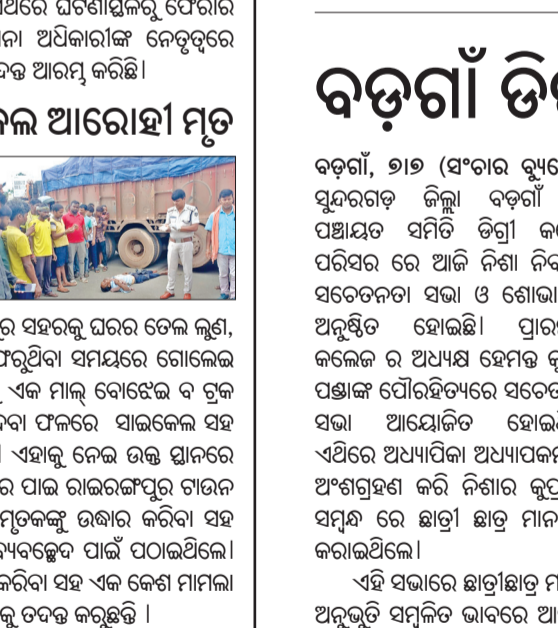 ଘଟଣାସ୍ଥଳରୁ ଫେରାର
ଅଧିକାରୀଙ୍କ ନେତୃତ୍ୱରେ
ଆରମ୍ଭ କରିଛି।
ଆରୋହୀ ମୃତ
ସହରକୁ ଘରର ତେଲ ଲୁଣ,
ସମୟରେ ଗୋଲେଇ
ଏକ ମାଲ୍ ବୋଝେଇ ବ ଟ୍ରକ
ଫଳରେ ସାଇକେଲ ସହ
ଏହାକୁ ନେଇ ଉକ୍ତ ସ୍ଥାନରେ
ପାଇ ରାଇରଙ୍ଗପୁର ଟାଉନ
ମୃତକଙ୍କୁ ଉଦ୍ଧାର କରିବା ସହ
ବ୍ୟବଚ୍ଛେଦ ପାଇଁ ପଠାଇଥିଲେ।
କରିବା ସହ ଏକ କେଶ ମାମଲା
ତଦନ୍ତ କରୁଛନ୍ତି ।
ବଡ଼ଗାଁ
ବଡ଼ଗାଁ, ୭।୭ (ସଂଚାର
ସୁନ୍ଦରଗଡ଼ ଜିଲ୍ଲା ବଡ଼ଗାଁ
ପଞ୍ଚାୟତ ସମିତି ଡିଗ୍ରୀ
ପରିସର ରେ ଆଜି ନିଶା
ସଚେତନତା ସଭା ଓ
ଅନୁଷ୍ଠିତ ହୋଇଛି।
କଲେଜ ର ଅଧ୍ୟକ୍ଷ ହେମନ୍ତ
ପଣ୍ଡାଙ୍କ ପୌରହିତ୍ୟରେ
ସଭା ଆୟୋଜିତ
ଏଥିରେ ଅଧ୍ୟାପିକା
ଅଂଶଗ୍ରହଣ କରି ନିଶାର
ସମ୍ବନ୍ଧ ରେ ଛାତ୍ରୀ ଛାତ୍ର
କରାଇଥିଲେ।
ଏହି ସଭାରେ ଛାତ୍ରୀଛାତ୍ର
ଅନୁଭୂତି ସମ୍ବଳିତ ଭାବରେ